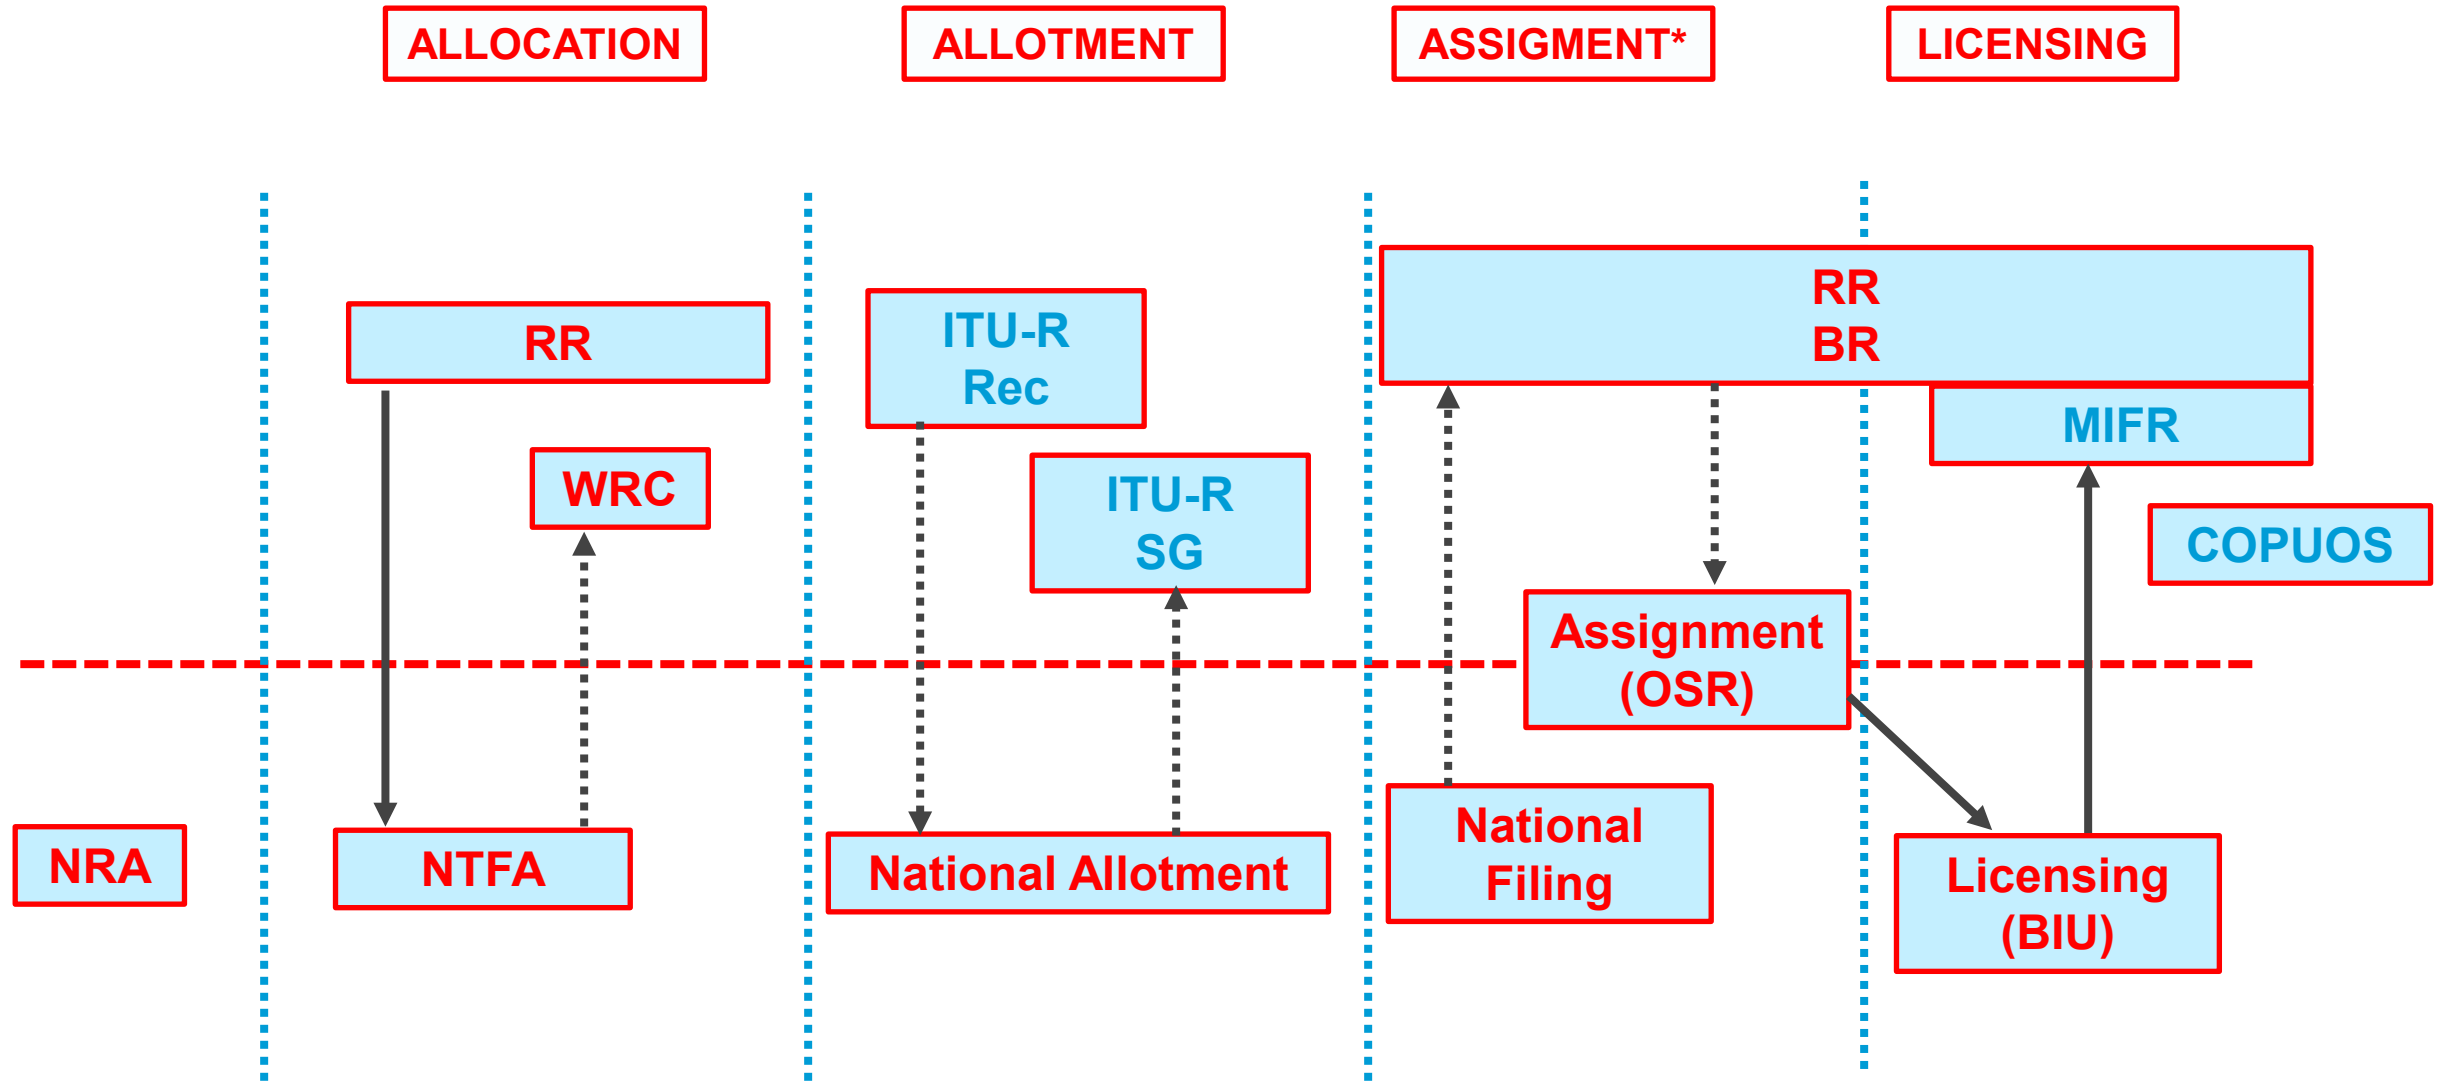 ALLOCATION
ALLOTMENT
ASSIGMENT*
LICENSING
RR
WRC
ITU-R
Rec
ITU-R
SG
RR
BR
MIFR
COPUOS
Assignment
(OSR)
NRA
NTFA
National Allotment
National
Filing
Licensing
(BIU)